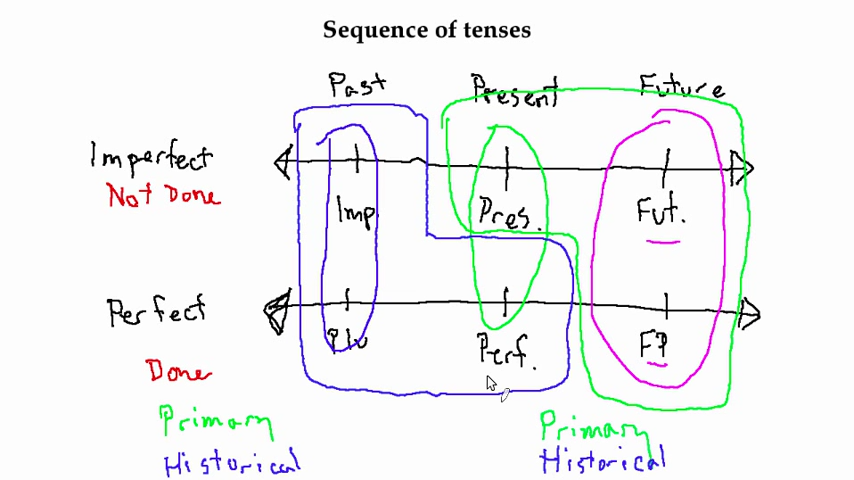 Sequence of tenses
Past Present Future
Imperfect
Not Done
Imp Pres. Fut.
Perfect
Plu Perf. FP
Done
Primary Primary
Historical Historical